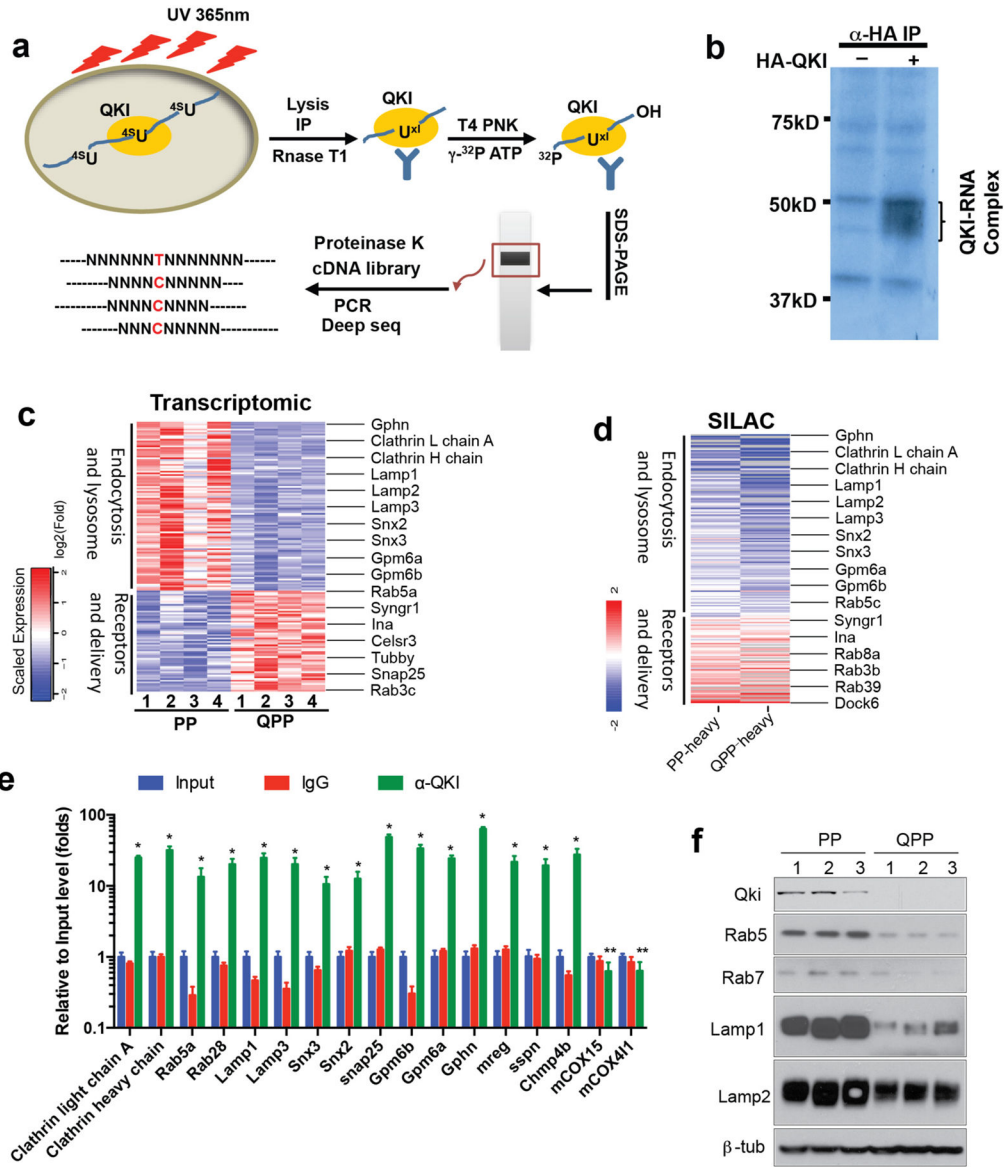 a
UV 365nm
QKI
4SU
4SU
4SU
Lysis
IP
Rnase T1
QKI
Uxl
T4 PNK
γ-32P ATP
QKI
OH
Uxl
32P
SDS-PAGE
Proteinase K
cDNA library
PCR
Deep seq
-----NNNNNNTNNNNNNN------
------NNNNCNNNNN----
----NNNNCNNNNN-------
-------NNNCNNNNN-----------
b
α-HA IP
HA-QKI – +
75kD
50kD
37kD
QKI-RNA
Complex
c
Transcriptomic
Endocytosis
and lysosome
Receptors
and delivery
Scaled Expression
log2(Fold)
2
1
0
-1
-2
Gphn
Clathrin L chain A
Clathrin H chain
Lamp1
Lamp2
Lamp3
Snx2
Snx3
Gpm6a
Gpm6b
Rab5a
Syngr1
Ina
Celsr3
Tubby
Snap25
Rab3c
1 2 3 4 1 2 3 4
PP QPP
d
SILAC
Endocytosis
and lysosome
Receptors
and delivery
2
-2
Gphn
Clathrin L chain A
Clathrin H chain
Lamp1
Lamp2
Lamp3
Snx2
Snx3
Gpm6a
Gpm6b
Rab5c
Syngr1
Ina
Rab8a
Rab3b
Rab39
Dock6
PP-heavy
QPP-heavy
e
Input IgG α-QKI
Relative to Input level (folds)
100
10
1
0.1
* * * * * * * * * * * * * * * ** **
Clathrin light chain A
Clathrin heavy chain
Rab5a
Rab28
Lamp1
Lamp3
Snx3
Snx2
snap25
Gpm6b
Gpm6a
Gphn
mreg
sspn
Chmp4b
mCOX15
mCOX4I1
f
PP QPP
1 2 3 1 2 3
Qki
Rab5
Rab7
Lamp1
Lamp2
β-tub